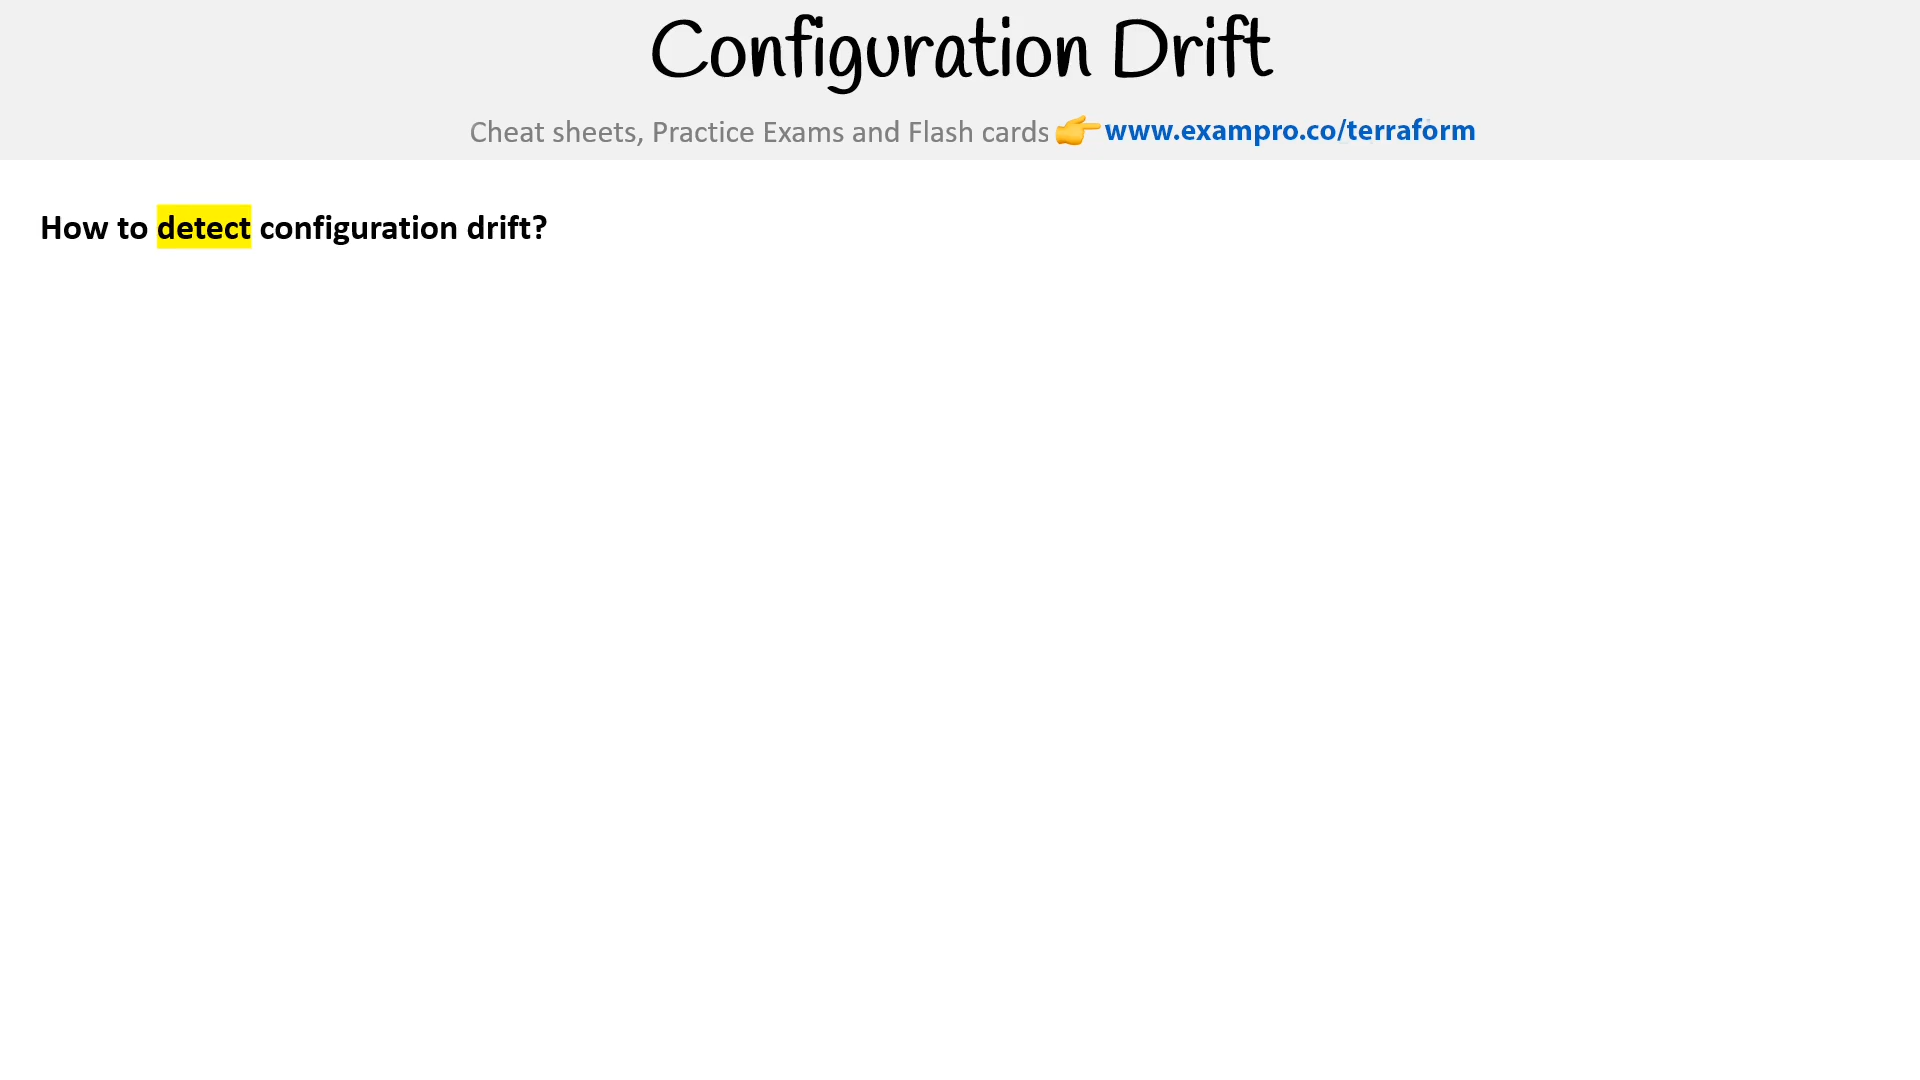 Configuration Drift
Cheat sheets, Practice Exams and Flash cards 👉 www.exampro.co/terraform
How to detect configuration drift?